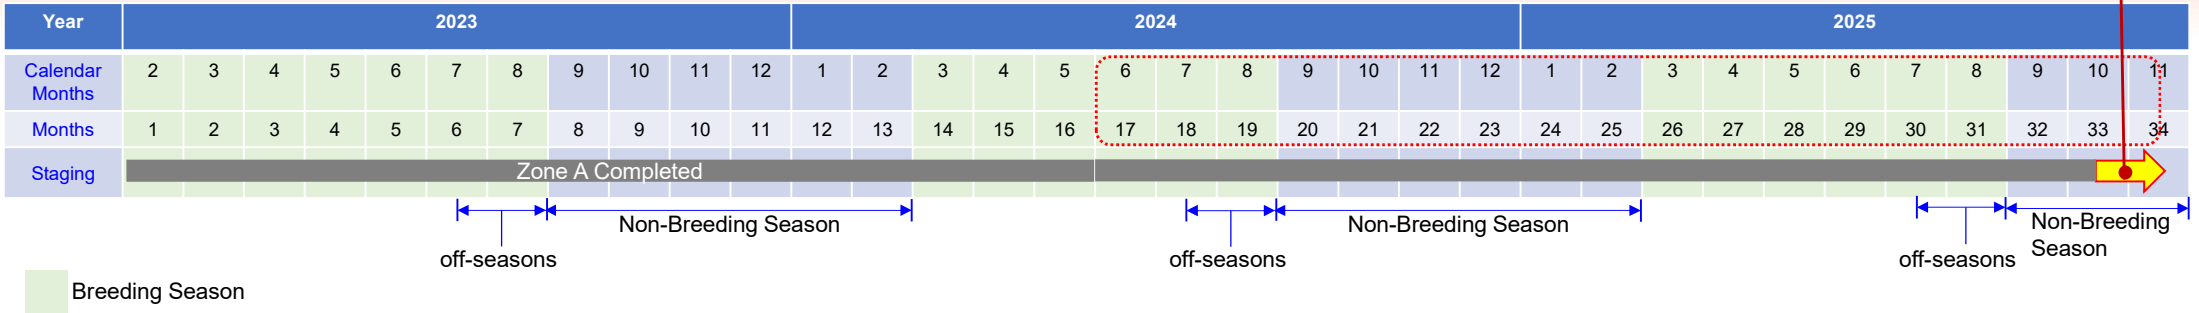 Year 2023 2024 2025
Calendar Months 2 3 4 5 6 7 8 9 10 11 12 1 2 3 4 5 6 7 8 9 10 11 12 1 2 3 4 5 6 7 8 9 10 11
Months 1 2 3 4 5 6 7 8 9 10 11 12 13 14 15 16 17 18 19 20 21 22 23 24 25 26 27 28 29 30 31 32 33 34
Staging Zone A Completed
Non-Breeding Season Non-Breeding Season Non-Breeding
Season
off-seasons off-seasons off-seasons
Breeding Season